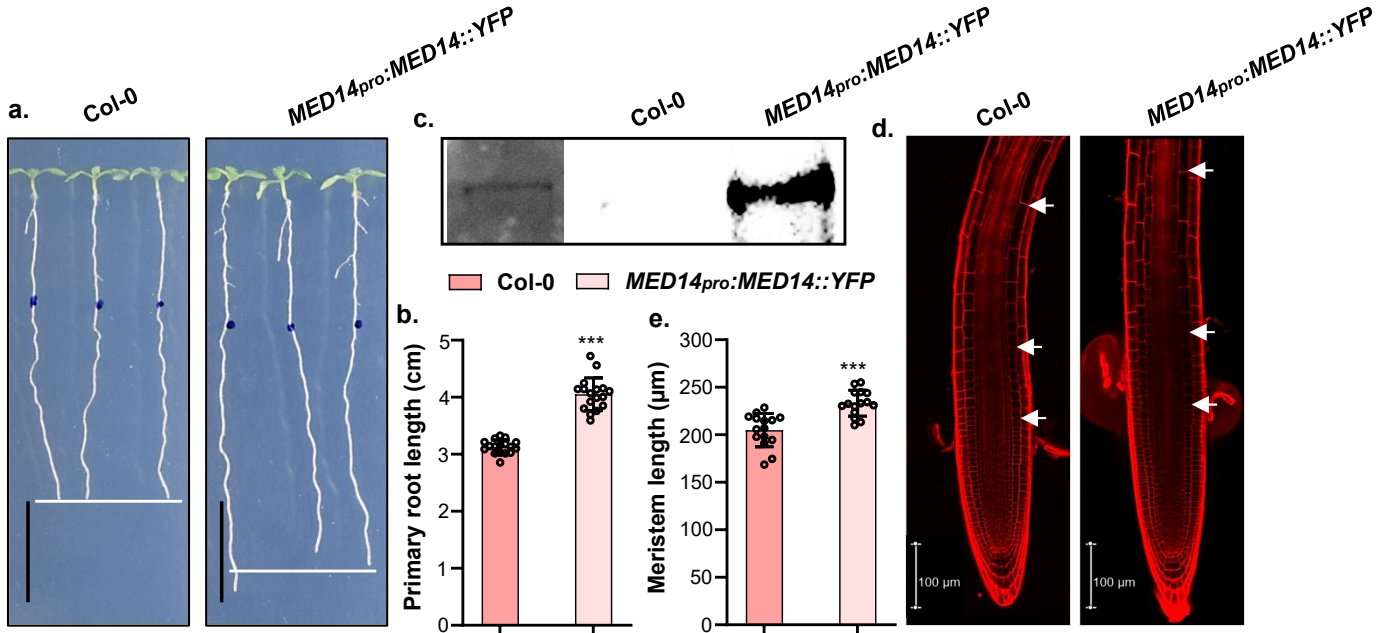 a.
Col-0
MED14pro:MED14::YFP
c.
Col-0
MED14pro:MED14::YFP
d.
Col-0
MED14pro:MED14::YFP
Col-0
MED14pro:MED14::YFP
b.
Primary root length (cm)
5
4
3
2
1
0
***
e.
Meristem length (µm)
300
250
200
150
100
50
0
***
100 µm
100 µm